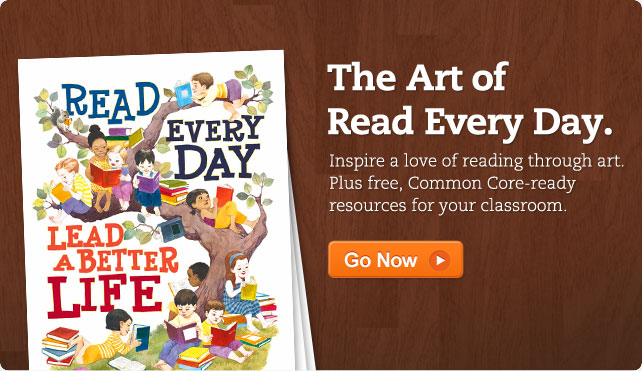 READ
EVERY
DAY
LEAD
A BETTER
LIFE
The Art of
Read Every Day.
Inspire a love of reading through art.
Plus free, Common Core-ready
resources for your classroom.
Go Now